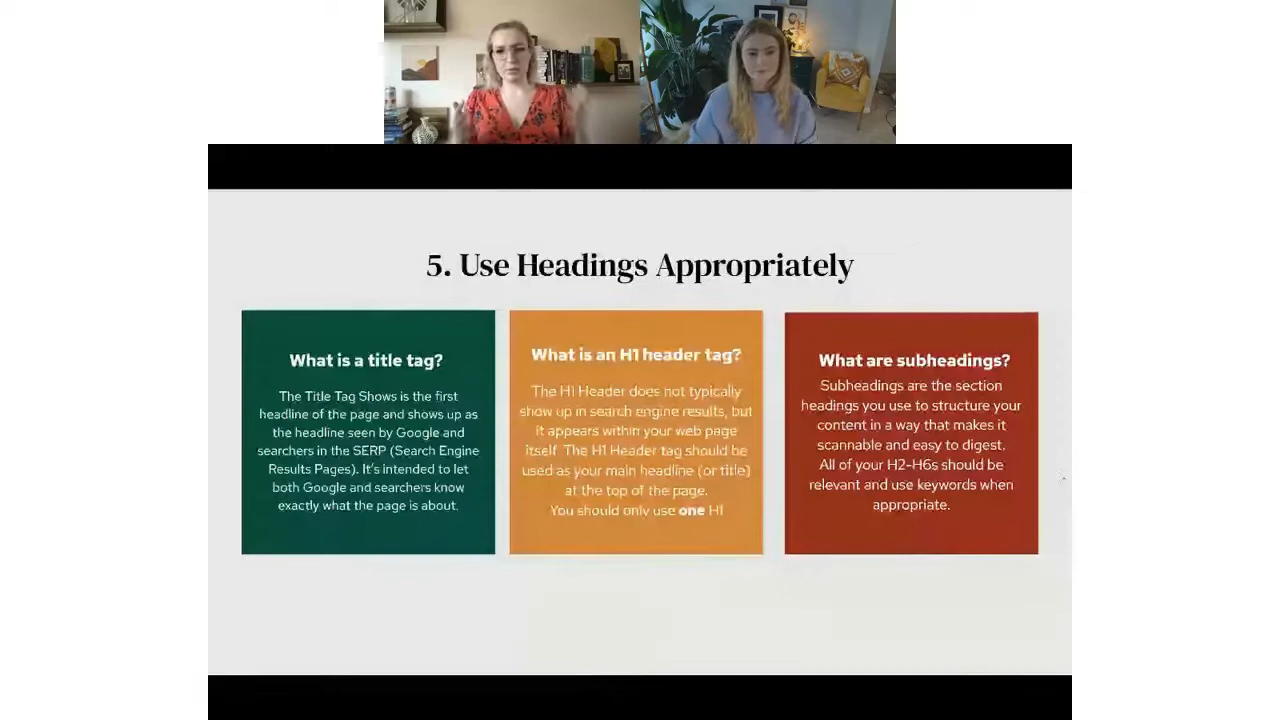 5. Use Headings Appropriately
What is a title tag?
The Title Tag Shows is the first
headline of the page and shows up as
the headline seen by Google and
searchers in the SERP (Search Engine
Results Pages). It's intended to let
both Google and searchers know
exactly what the page is about.
What is an H1 header tag?
The H1 Header does not typically
show up in search engine results, but
it appears within your web page
itself. The H1 Header tag should be
used as your main headline (or title)
at the top of the page.
You should only use one H1
What are subheadings?
Subheadings are the section
headings you use to structure your
content in a way that makes it
scannable and easy to digest.
All of your H2-H6s should be
relevant and use keywords when
appropriate.